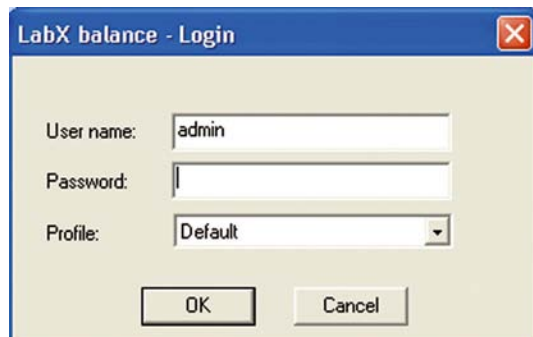 LabX balance - Login
User name: admin
Password:
Profile: Default
OK Cancel